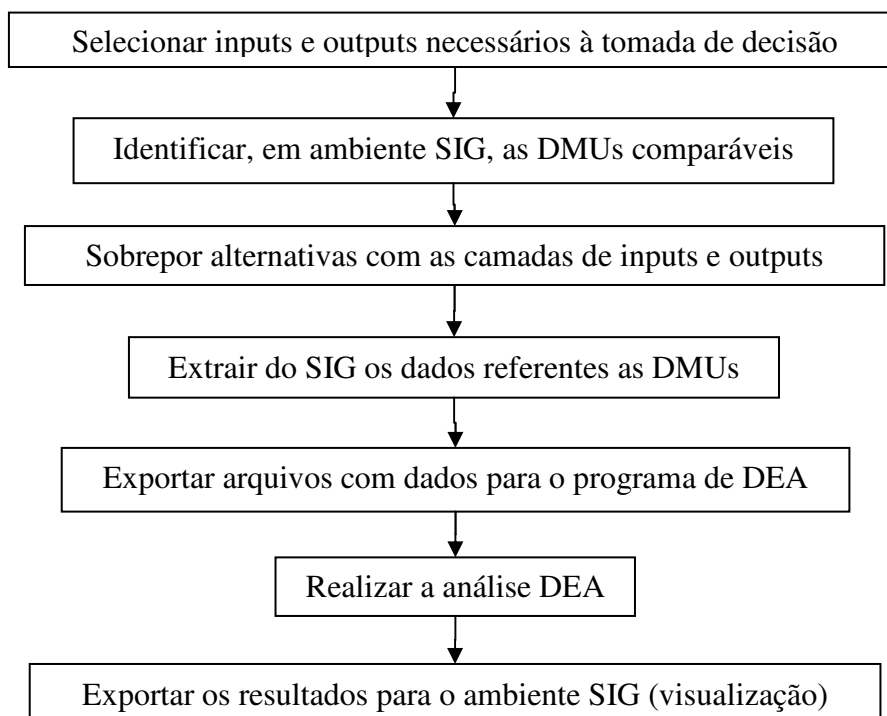 Selecionar inputs e outputs necessários à tomada de decisão
Identificar, em ambiente SIG, as DMUs comparáveis
Sobrepor alternativas com as camadas de inputs e outputs
Extrair do SIG os dados referentes as DMUs
Exportar arquivos com dados para o programa de DEA
Realizar a análise DEA
Exportar os resultados para o ambiente SIG (visualização)